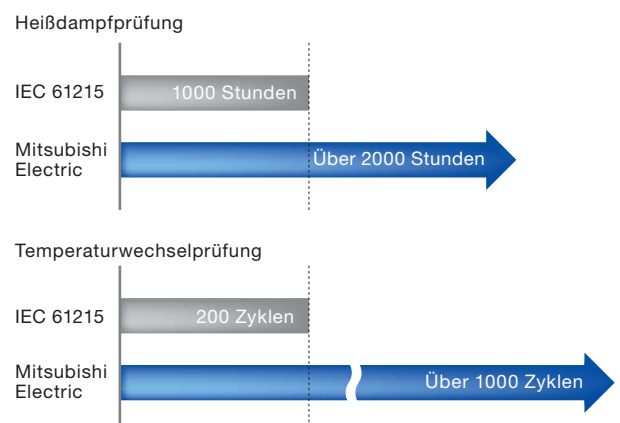 Heißdampfprüfung
IEC 61215
1000 Stunden
Mitsubishi
Electric
Über 2000 Stunden
Temperaturwechselprüfung
IEC 61215
200 Zyklen
Mitsubishi
Electric
Über 1000 Zyklen